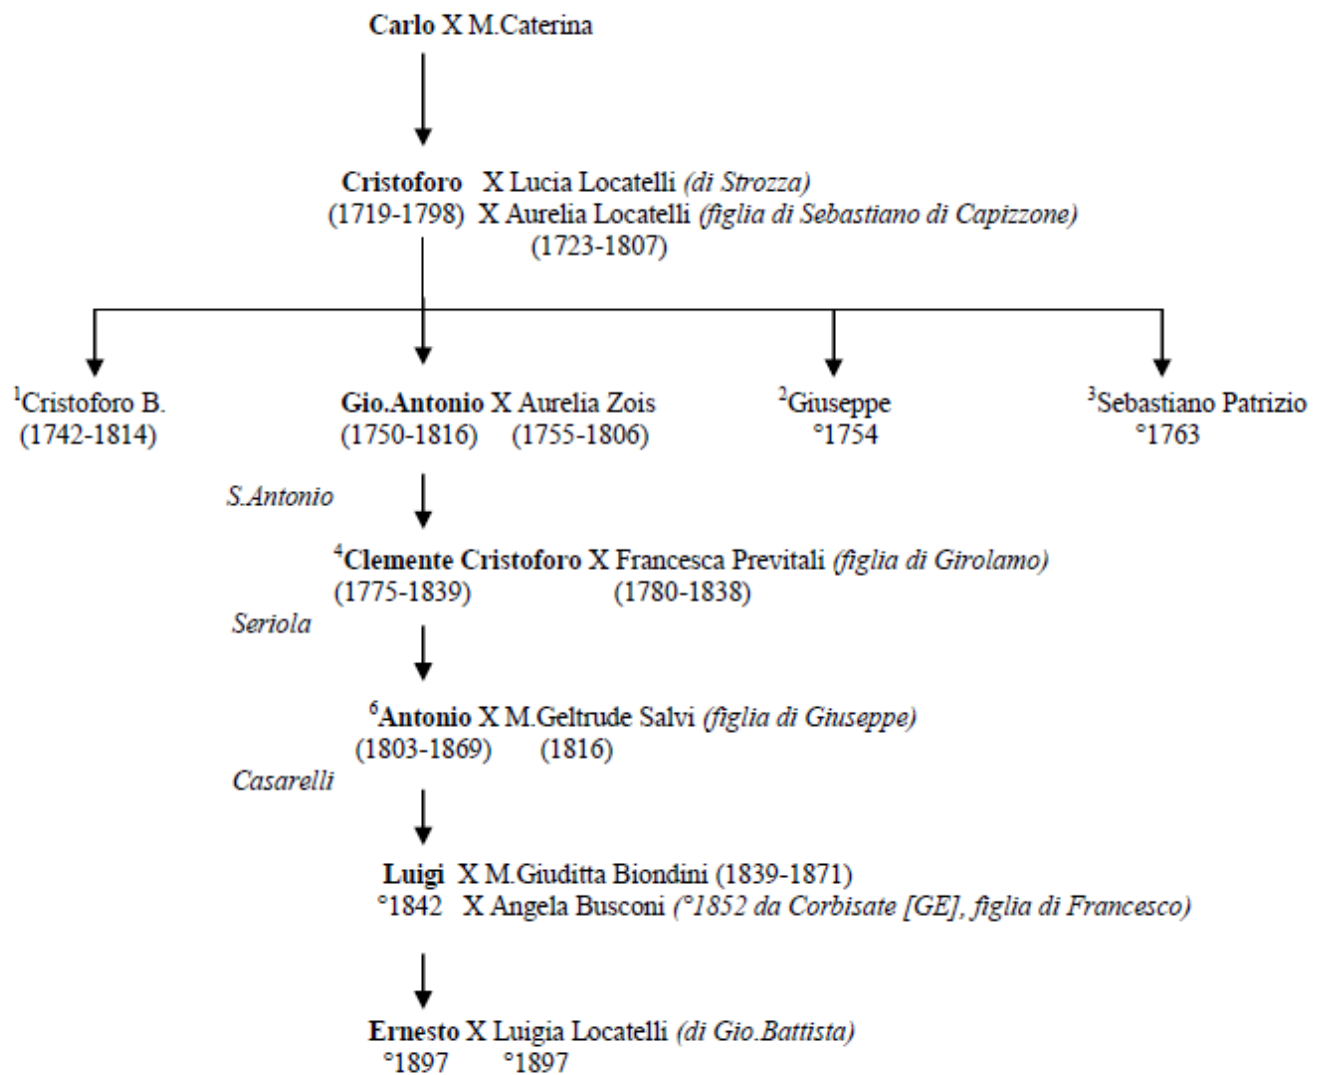 Carlo X M.Caterina
Cristoforo X Lucia Locatelli (di Strozza)
(1719-1798) X Aurelia Locatelli (figlia di Sebastiano di Capizzone)
(1723-1807)
¹Cristoforo B. Gio.Antonio X Aurelia Zois ²Giuseppe ³Sebastiano Patrizio
(1742-1814) (1750-1816) (1755-1806) °1754 °1763
S.Antonio
⁴Clemente Cristoforo X Francesca Previtali (figlia di Girolamo)
(1775-1839) (1780-1838)
Seriola
⁶Antonio X M.Geltrude Salvi (figlia di Giuseppe)
(1803-1869) (1816)
Casarelli
Luigi X M.Giuditta Biondini (1839-1871)
°1842 X Angela Busconi (°1852 da Corbisate [GE], figlia di Francesco)
Ernesto X Luigia Locatelli (di Gio.Battista)
°1897 °1897